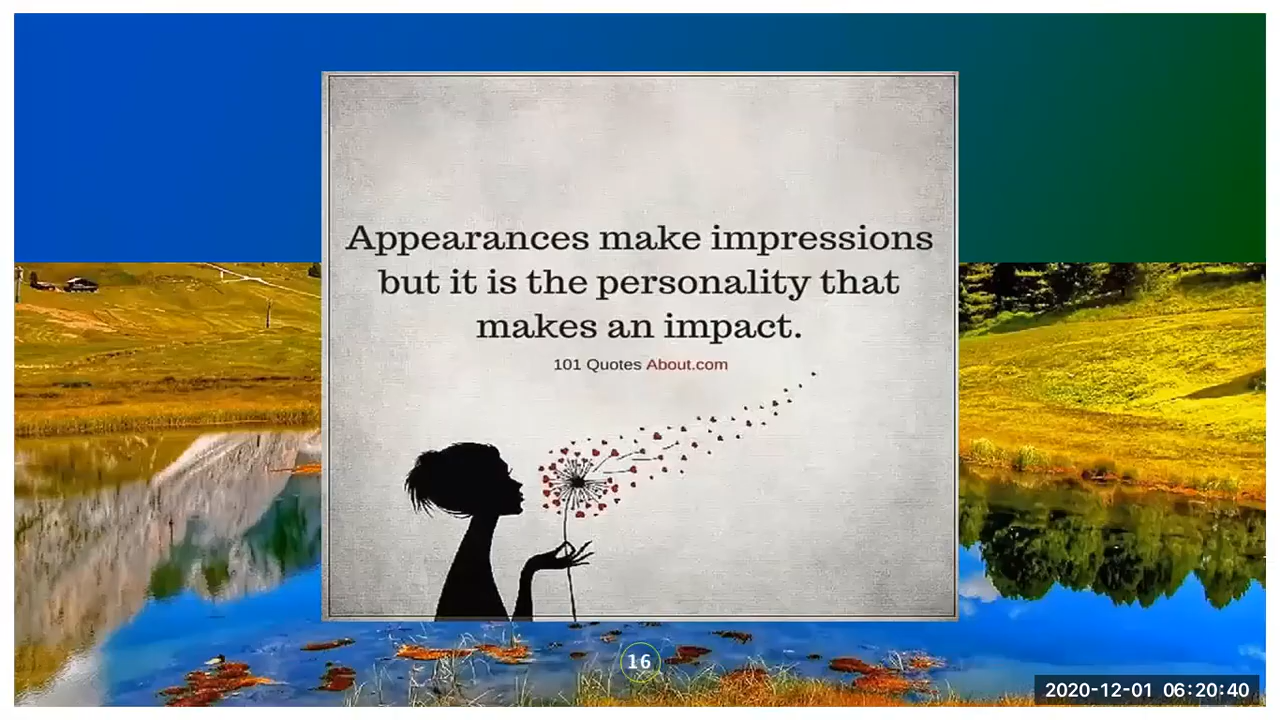 Appearances make impressions
but it is the personality that
makes an impact.
101 Quotes About.com
16
2020-12-01 06:20:40